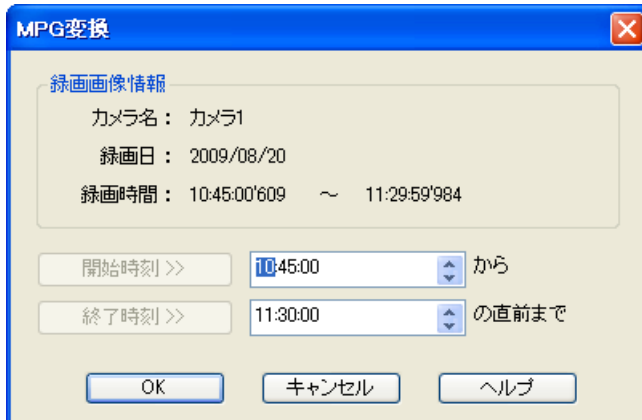 MPG変換
録画画像情報
カメラ名： カメラ1
録画日： 2009/08/20
録画時間： 10:45:00'609 ～ 11:29:59'984
開始時刻 >> 10:45:00 から
終了時刻 >> 11:30:00 の直前まで
OK キャンセル ヘルプ